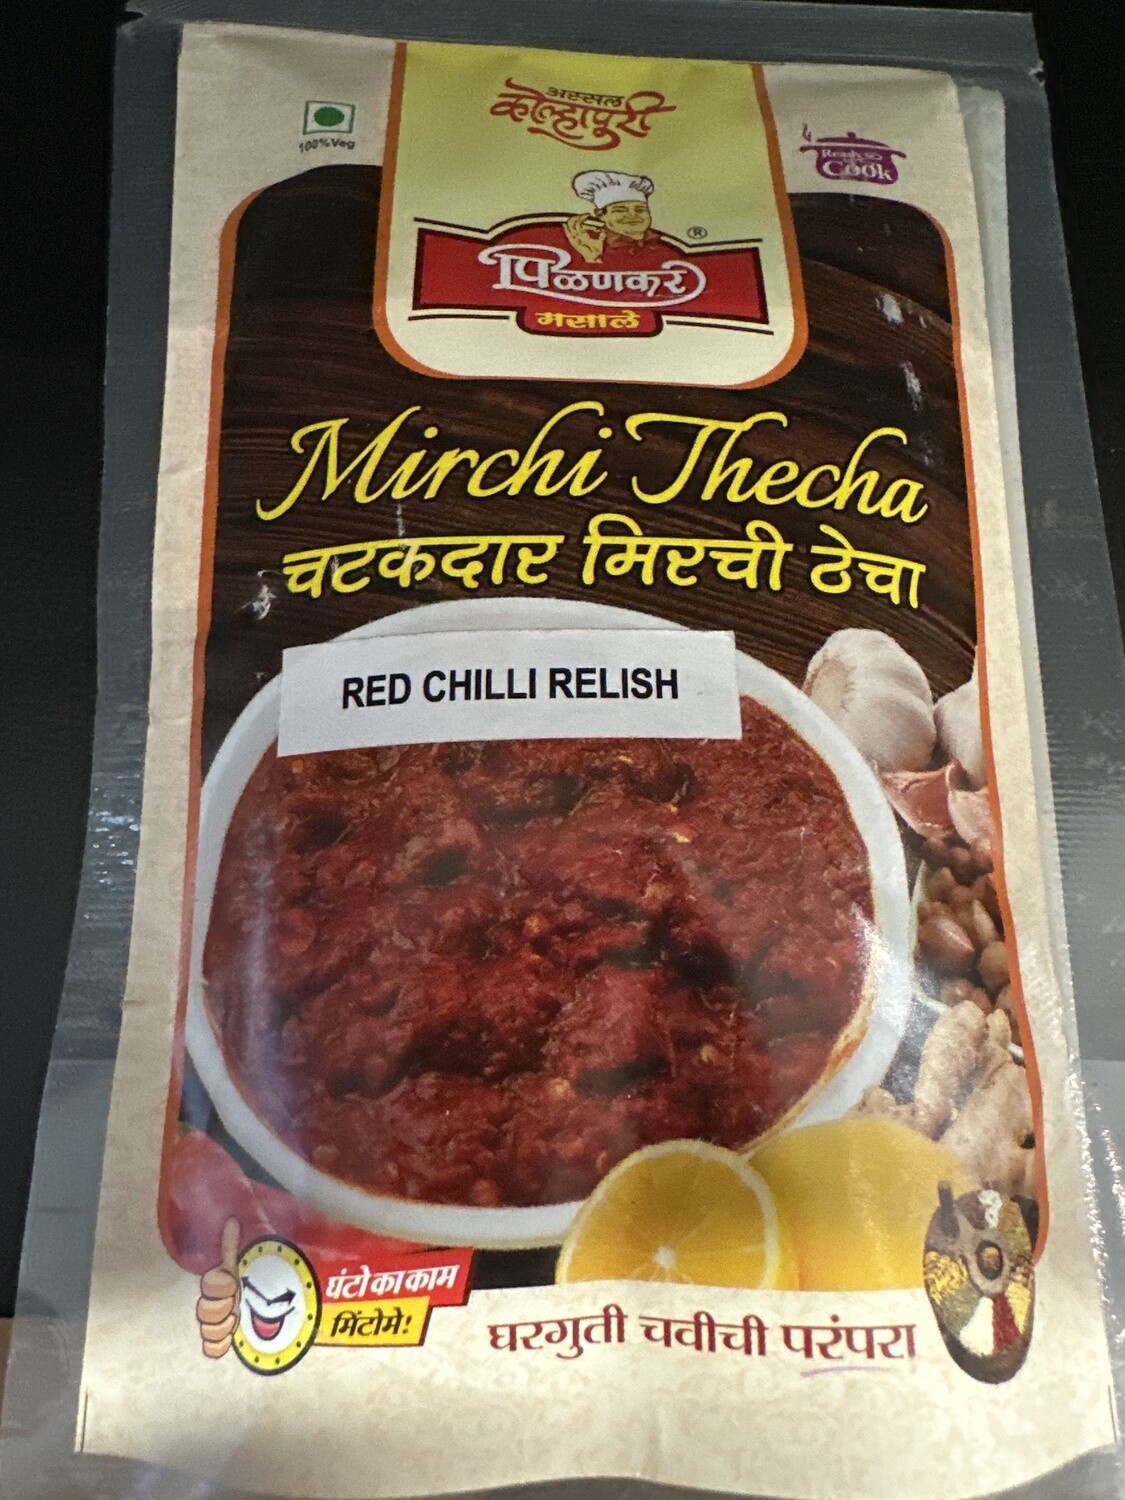 अस्सल
कोल्हापुरी
100%Veg
Ready to
Cook
®
पिळणकर
मसाले
Mirchi Thecha
चटकदार मिरची ठेचा
RED CHILLI RELISH
घंटो का काम
मिंटोमे!
घरगुती चवीची परंपरा